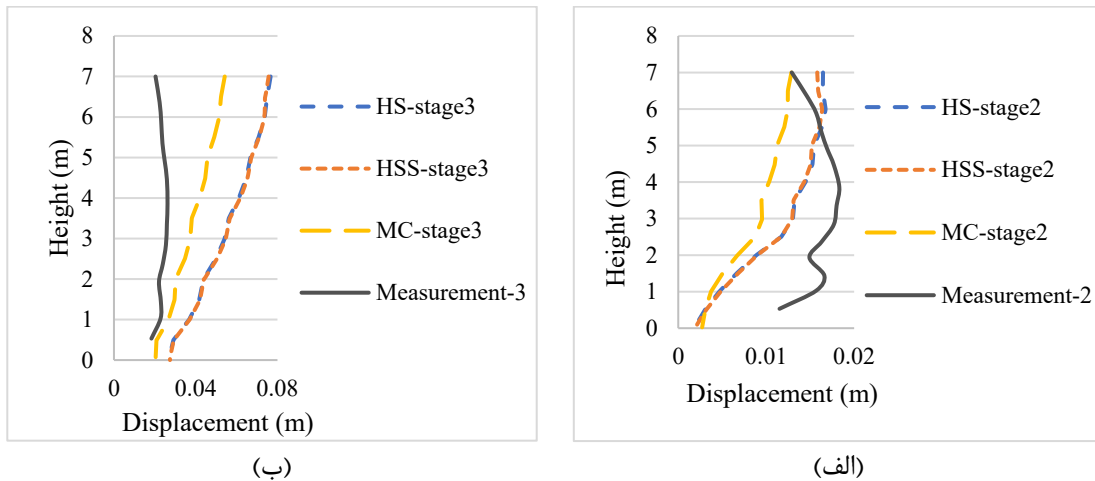 8
7
6
5
4
3
2
1
0
Height (m)
0 0.04 0.08
Displacement (m)
HS-stage3
HSS-stage3
MC-stage3
Measurement-3
(ب)
8
7
6
5
4
3
2
1
0
Height (m)
0 0.01 0.02
Displacement (m)
HS-stage2
HSS-stage2
MC-stage2
Measurement-2
(الف)